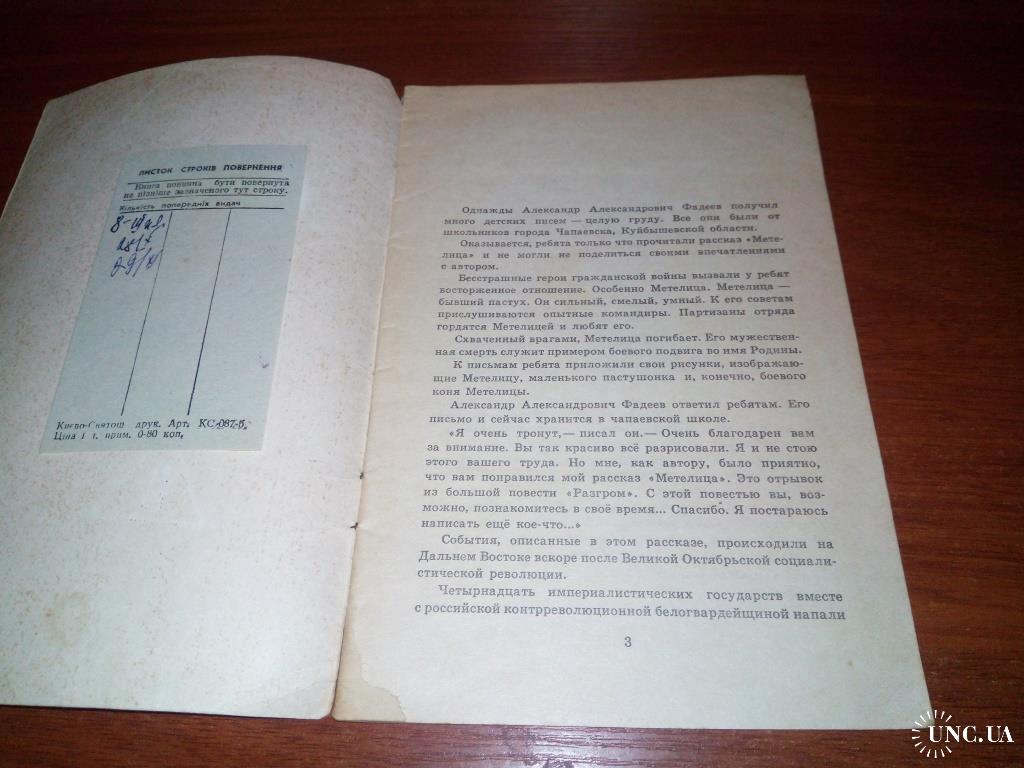 ЛИСТОК СТРОКІВ ПОВЕРНЕННЯ
Книга повинна бути повернута
не пізніше зазначеного тут строку.
Кількість попередніх видач
Києво-Святош друк. Арт. КС-087-5.
Ціна 1 т. прим. 0-80 коп.
Однажды Александр Александрович Фадеев получил
много детских писем — целую груду. Все они были от
школьников города Чапаевска, Куйбышевской области.
Оказывается, ребята только что прочитали рассказ «Мете-
лица» и не могли не поделиться своими впечатлениями
с автором.
Бесстрашные герои гражданской войны вызвали у ребят
восторженное отношение. Особенно Метелица. Метелица —
бывший пастух. Он сильный, смелый, умный. К его советам
прислушиваются опытные командиры. Партизаны отряда
гордятся Метелицей и любят его.
Схваченный врагами, Метелица погибает. Его мужествен-
ная смерть служит примером боевого подвига во имя Родины.
К письмам ребята приложили свои рисунки, изображаю-
щие Метелицу, маленького пастушонка и, конечно, боевого
коня Метелицы.
Александр Александрович Фадеев ответил ребятам. Его
письмо и сейчас хранится в чапаевской школе.
«Я очень тронут,— писал он.— Очень благодарен вам
за внимание. Вы так красиво всё разрисовали. Я и не стою
этого вашего труда. Но мне, как автору, было приятно,
что вам понравился мой рассказ «Метелица». Это отрывок
из большой повести «Разгром». С этой повестью вы, воз-
можно, познакомитесь в своё время... Спасибо. Я постараюсь
написать ещё кое-что...»
События, описанные в этом рассказе, происходили на
Дальнем Востоке вскоре после Великой Октябрьской социали-
стической революции.
Четырнадцать империалистических государств вместе
с российской контрреволюционной белогвардейщиной напали
3
UNC.UA